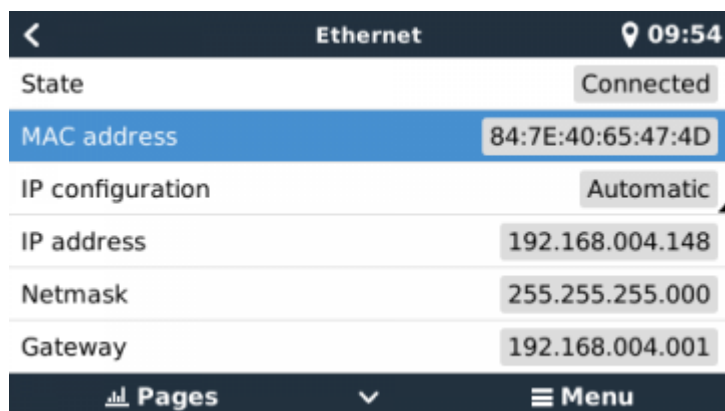 Ethernet 09:54
State Connected
MAC address 84:7E:40:65:47:4D
IP configuration Automatic
IP address 192.168.004.148
Netmask 255.255.255.000
Gateway 192.168.004.001
Pages Menu